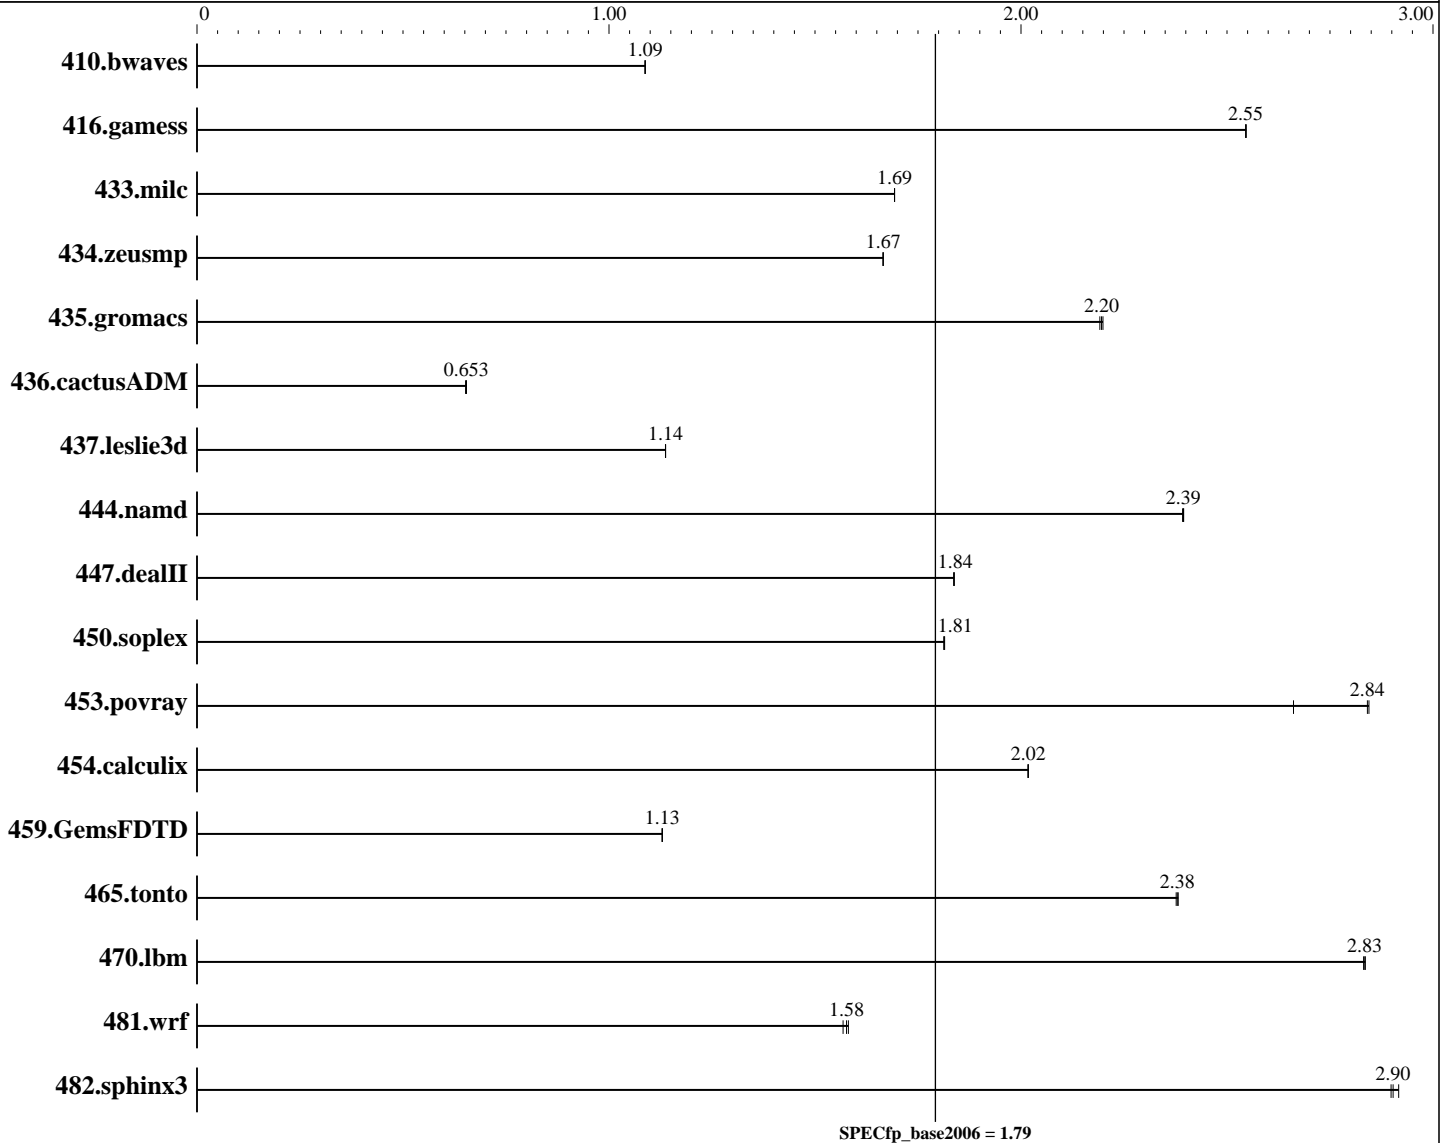 0 1.00 2.00 3.00
410.bwaves 1.09
416.gamess 2.55
433.milc 1.69
434.zeusmp 1.67
435.gromacs 2.20
436.cactusADM 0.653
437.leslie3d 1.14
444.namd 2.39
447.dealII 1.84
450.soplex 1.81
453.povray 2.84
454.calculix 2.02
459.GemsFDTD 1.13
465.tonto 2.38
470.lbm 2.83
481.wrf 1.58
482.sphinx3 2.90
SPECfp_base2006 = 1.79